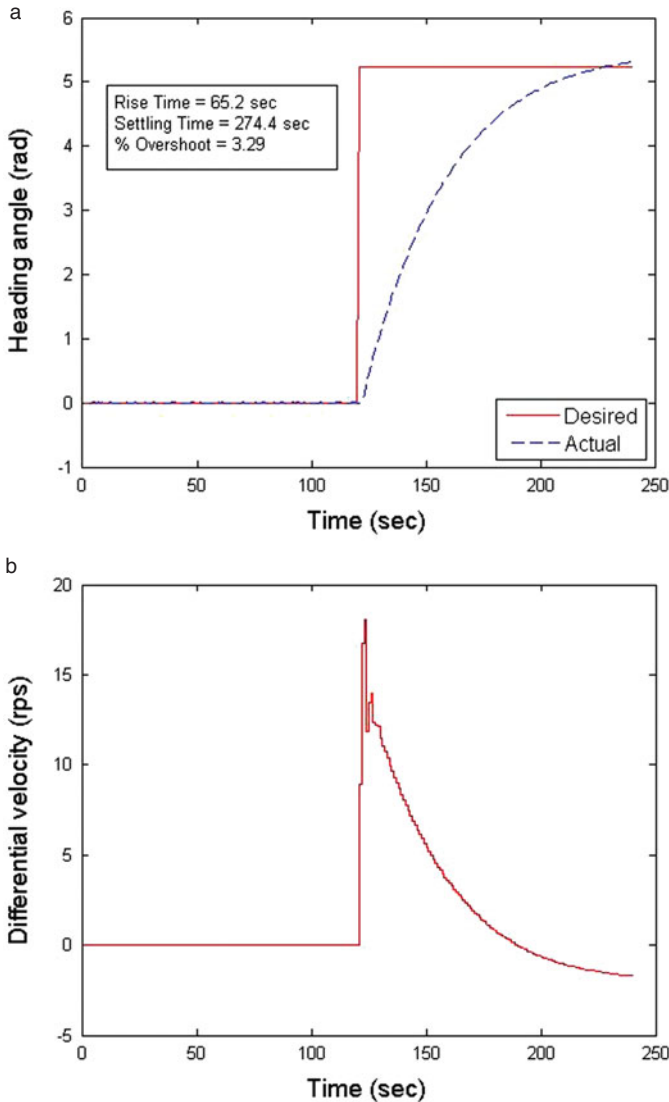 a
6
5
4
3
2
1
0
-1
Heading angle (rad)
Rise Time = 65.2 sec
Settling Time = 274.4 sec
% Overshoot = 3.29
Desired
Actual
0 50 100 150 200 250
Time (sec)
b
20
15
10
5
0
-5
Differential velocity (rps)
0 50 100 150 200 250
Time (sec)